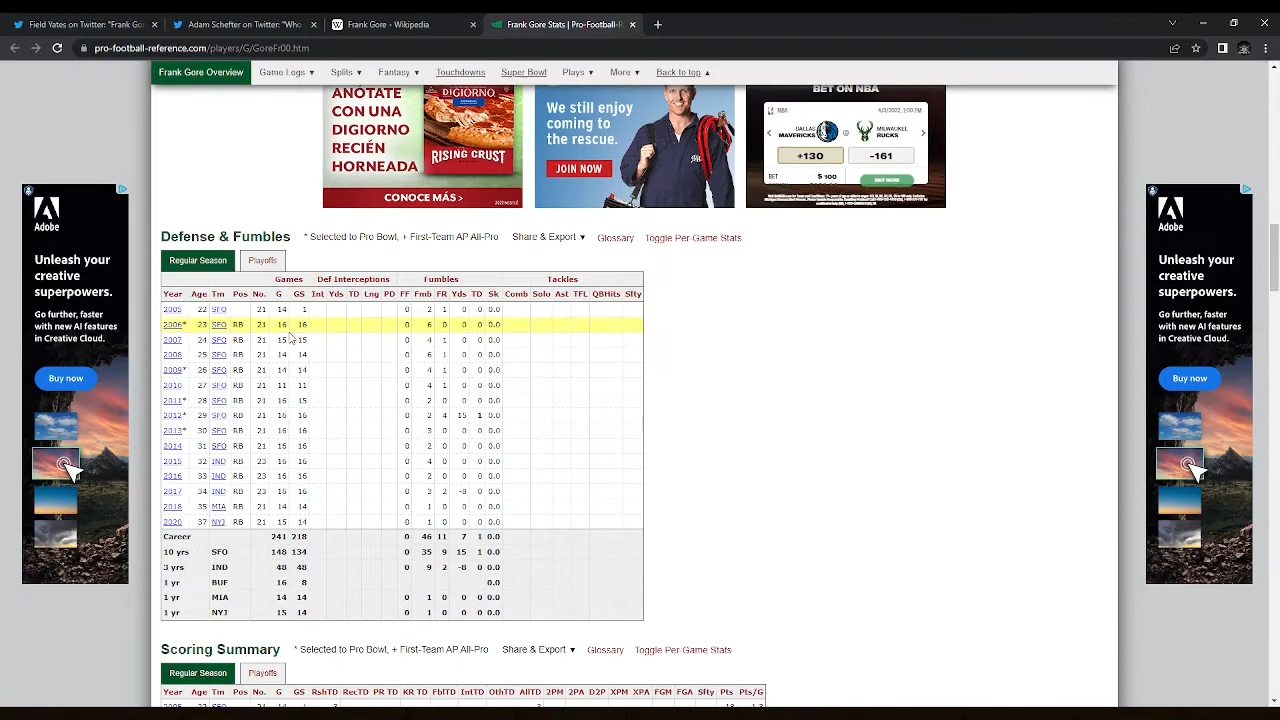 Field Yates on Twitter: "Frank Gor
Adam Schefter on Twitter: "Who
Frank Gore - Wikipedia
Frank Gore Stats | Pro-Football-R
pro-football-reference.com/players/G/GoreFr00.htm
Frank Gore Overview Game Logs ▼ Splits ▼ Fantasy ▼ Touchdowns Super Bowl Plays ▼ More ▼ Back to top ▲
ANÓTATE
CON UNA
DIGIORNO
RECIÉN
HORNEADA
DIGIORNO
RISING CRUST
CONOCE MÁS >
We still enjoy
coming to
the rescue.
JOIN NOW
BET ON NBA
NBA 4/3/2022, 1:00 PM
DALLAS MAVERICKS @ MILWAUKEE BUCKS
+130 -161
BET $ 100
Adobe
Unleash your
creative
superpowers.
Go further, faster
with new AI features
in Creative Cloud.
Buy now
Defense & Fumbles * Selected to Pro Bowl, + First-Team AP All-Pro Share & Export ▼ Glossary Toggle Per-Game Stats
Regular Season Playoffs
Games Def Interceptions Fumbles Tackles
Year Age Tm Pos No. G GS Int Yds TD Lng PD FF Fmb FR Yds TD Sk Comb Solo Ast TFL QBHits Sfty
2005 22 SFO 21 14 1 0 2 1 0 0 0.0
2006* 23 SFO RB 21 16 16 0 6 0 0 0 0.0
2007 24 SFO RB 21 15 15 0 4 1 0 0 0.0
2008 25 SFO RB 21 14 14 0 6 1 0 0 0.0
2009* 26 SFO RB 21 14 14 0 4 1 0 0 0.0
2010 27 SFO RB 21 11 11 0 4 1 0 0 0.0
2011* 28 SFO RB 21 16 15 0 2 0 0 0 0.0
2012* 29 SFO RB 21 16 16 0 2 4 15 1 0.0
2013* 30 SFO RB 21 16 16 0 3 0 0 0 0.0
2014 31 SFO RB 21 16 16 0 2 0 0 0 0.0
2015 32 IND RB 23 16 16 0 4 0 0 0 0.0
2016 33 IND RB 23 16 16 0 2 0 0 0 0.0
2017 34 IND RB 23 16 16 0 3 2 -8 0 0.0
2018 35 MIA RB 21 14 14 0 1 0 0 0 0.0
2020 37 NYJ RB 21 15 14 0 1 0 0 0 0.0
Career 241 218 0 46 11 7 1 0.0
10 yrs SFO 148 134 0 35 9 15 1 0.0
3 yrs IND 48 48 0 9 2 -8 0 0.0
1 yr BUF 16 8 0.0
1 yr MIA 14 14 0 1 0 0 0 0.0
1 yr NYJ 15 14 0 1 0 0 0 0.0
Scoring Summary * Selected to Pro Bowl, + First-Team AP All-Pro Share & Export ▼ Glossary Toggle Per-Game Stats
Regular Season Playoffs
Year Age Tm Pos No. G GS RshTD RecTD PR TD KR TD FblTD IntTD OthTD AllTD 2PM 2PA D2P XPM XPA FGM FGA Sfty Pts Pts/G
Adobe
Unleash your
creative
superpowers.
Go further, faster
with new AI features
in Creative Cloud.
Buy now